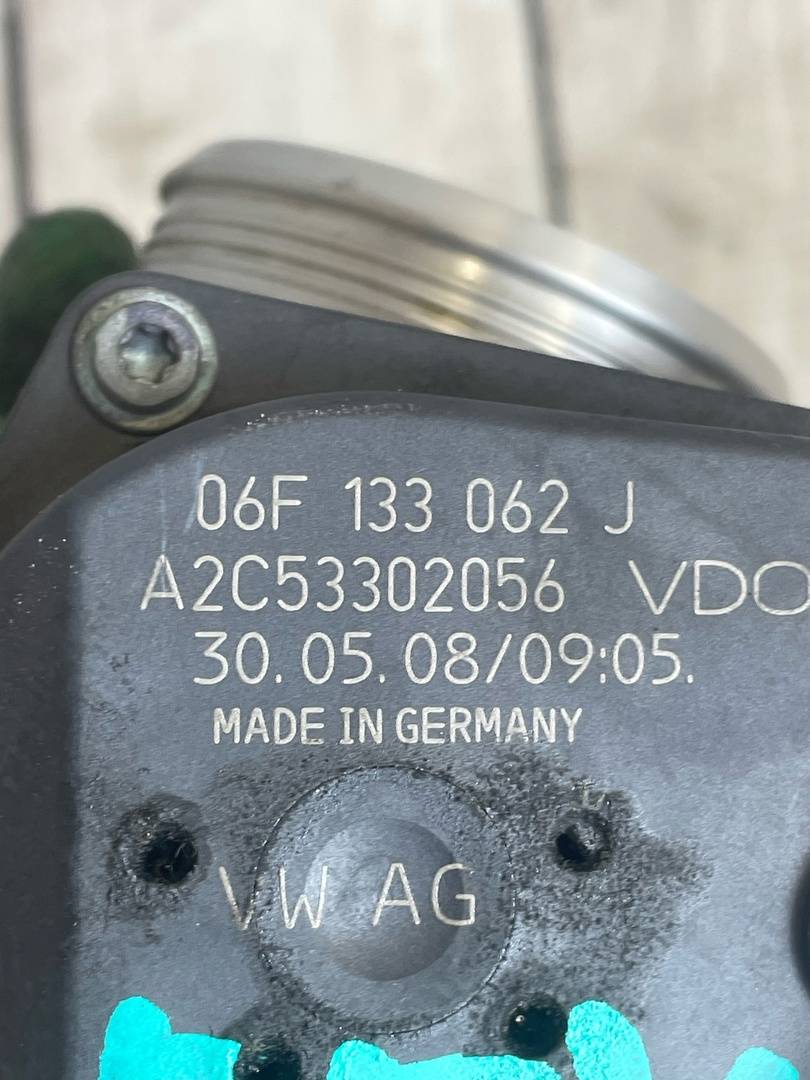 06F 133 062 J
A2C53302056 VDO
30.05.08/09:05.
MADE IN GERMANY
VW AG